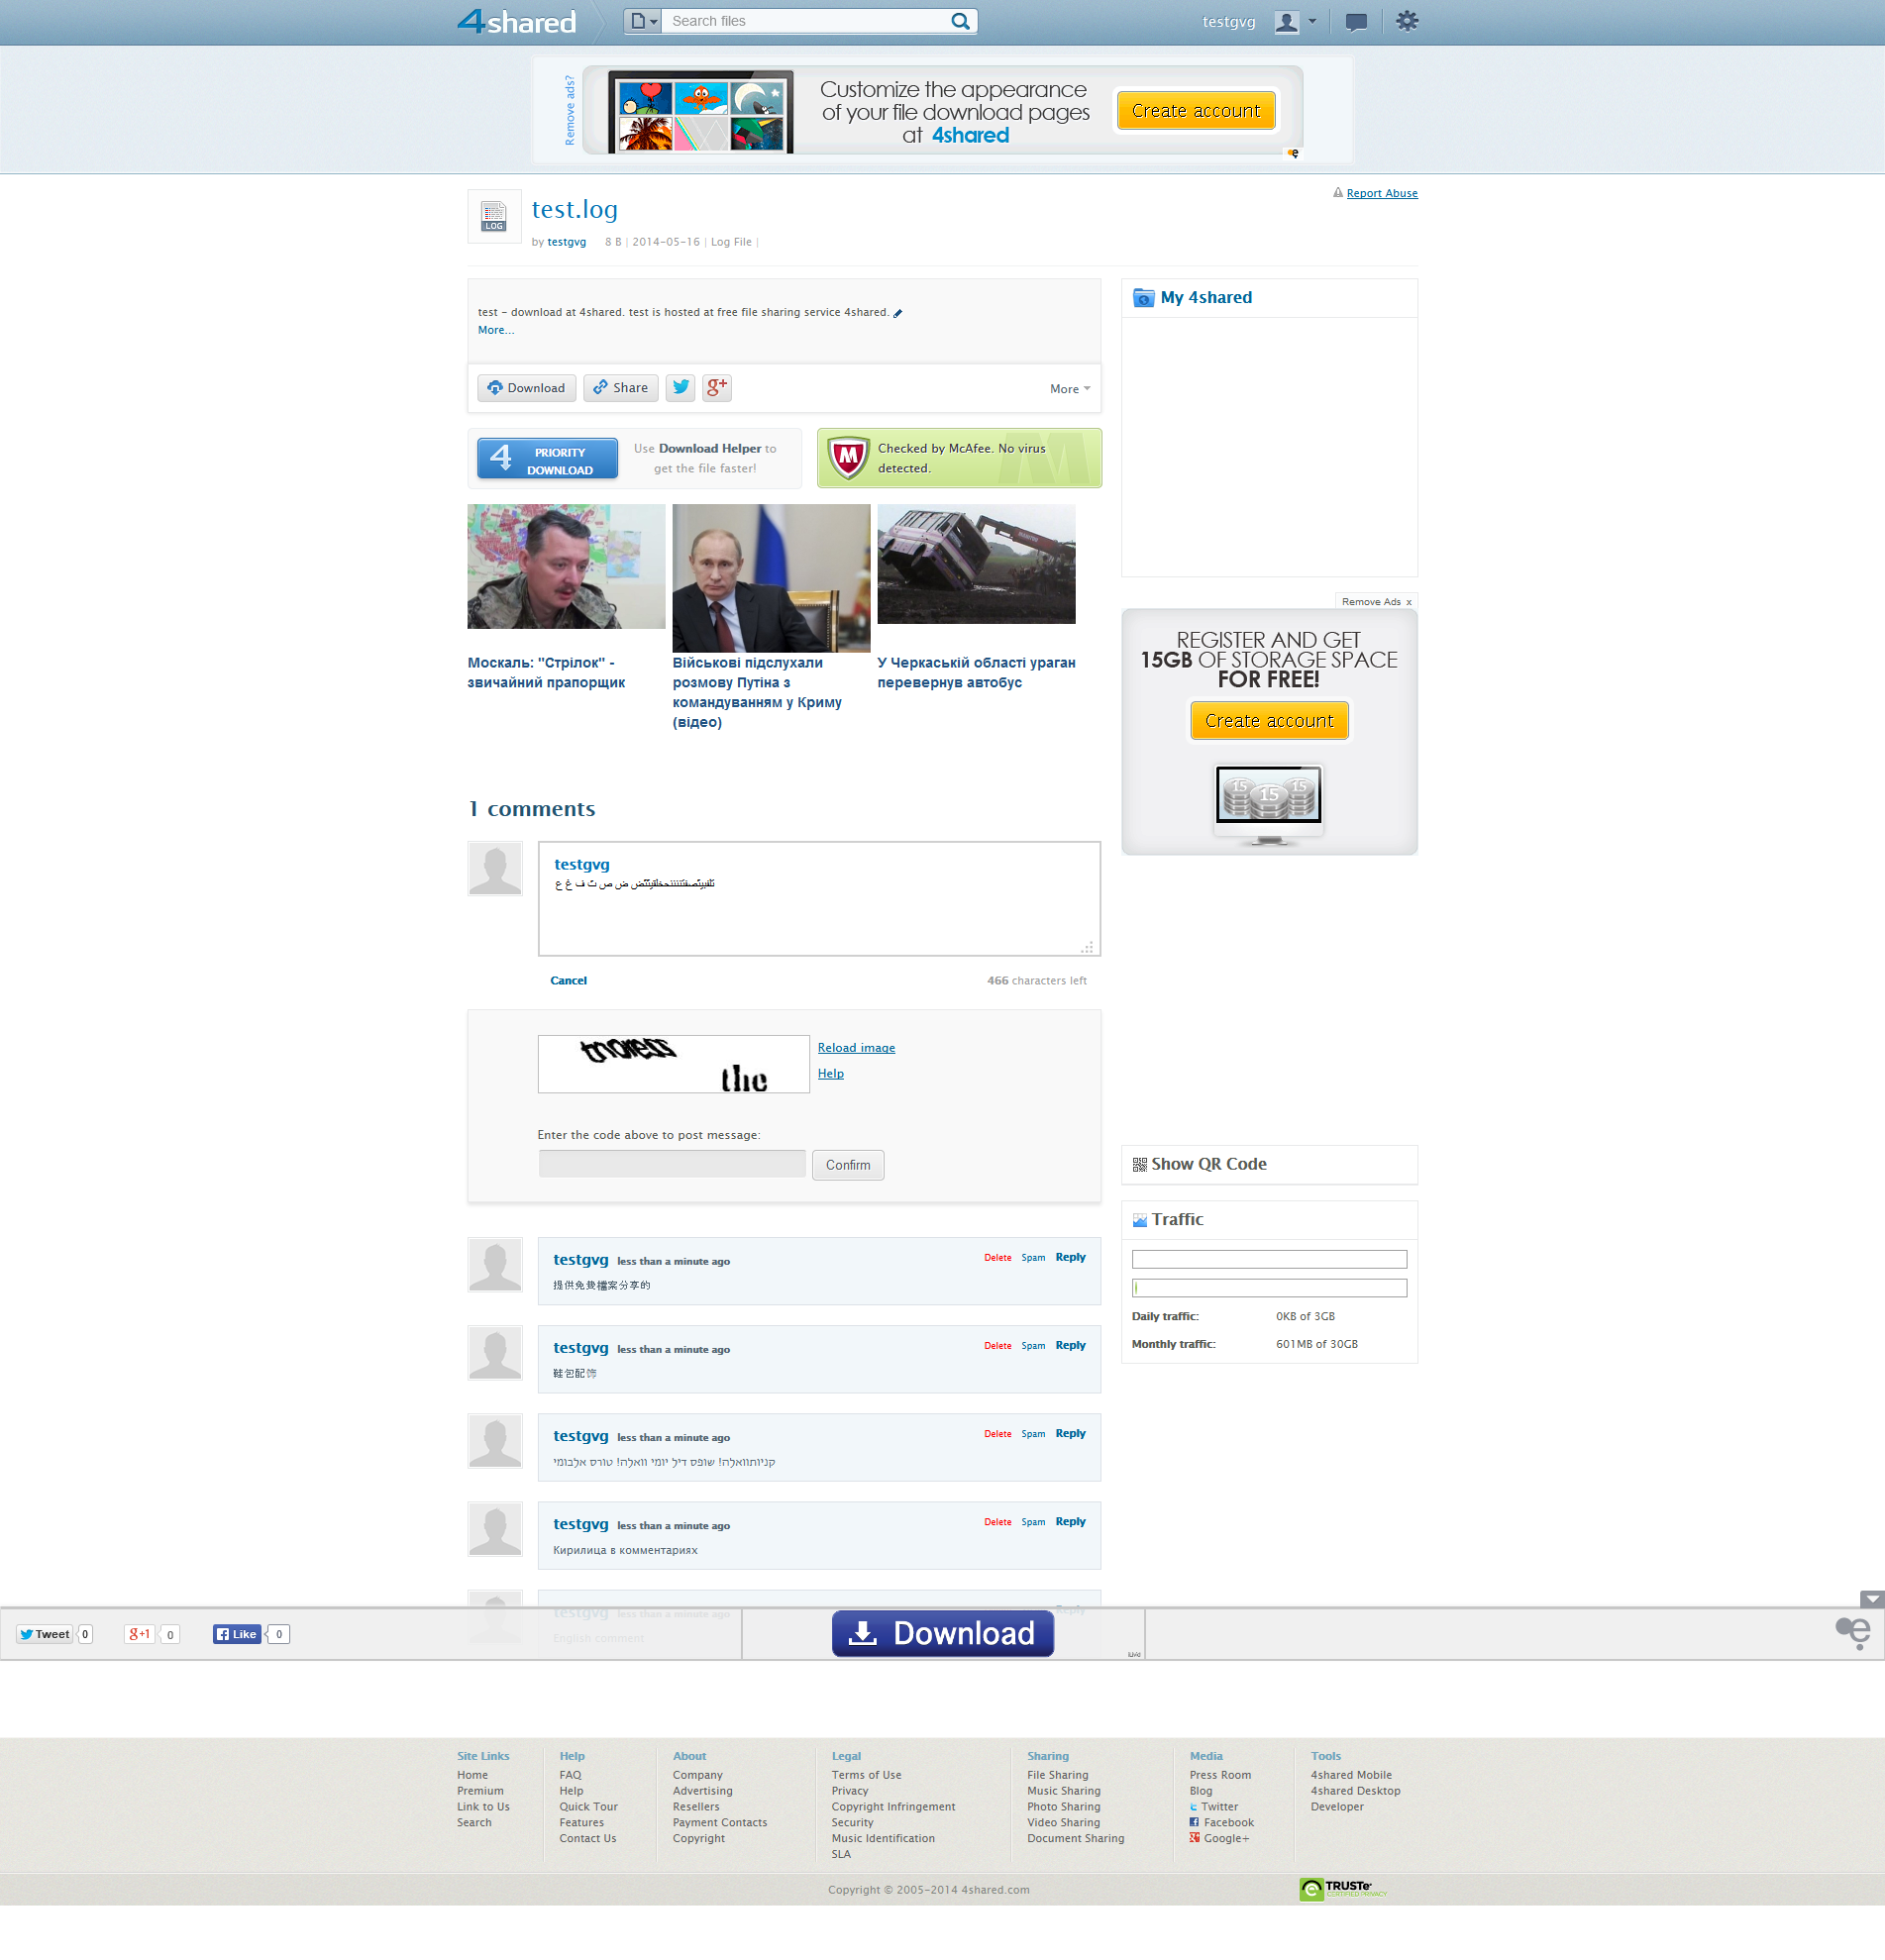 4shared
Search files
testgvg
Remove ads?
Customize the appearance
of your file download pages
at 4shared
Create account
test.log
LOG
by testgvg 8 B | 2014-05-16 | Log File |
Report Abuse
test - download at 4shared. test is hosted at free file sharing service 4shared.
More...
Download
Share
g+
More
My 4shared
4 PRIORITY
DOWNLOAD
Use Download Helper to
get the file faster!
Checked by McAfee. No virus
detected.
Москаль: "Стрілок" -
звичайний прапорщик
Військові підслухали
розмову Путіна з
командуванням у Криму
(відео)
У Черкаській області ураган
перевернув автобус
Remove Ads x
REGISTER AND GET
15GB OF STORAGE SPACE
FOR FREE!
Create account
15 15 15
1 comments
testgvg
Cancel
466 characters left
the
Reload image
Help
Enter the code above to post message:
Confirm
Show QR Code
Traffic
Daily traffic: 0KB of 3GB
Monthly traffic: 601MB of 30GB
testgvg less than a minute ago Delete Spam Reply
提供免費檔案分享的
testgvg less than a minute ago Delete Spam Reply
鞋包配饰
testgvg less than a minute ago Delete Spam Reply
קניותוואלה! שופס דיל יומי וואלה! טורס אלבומי
testgvg less than a minute ago Delete Spam Reply
Кирилица в комментариях
testgvg less than a minute ago Reply
English comment
Tweet 0
g+1 0
Like 0
Download
Site Links
Home
Premium
Link to Us
Search
Help
FAQ
Help
Quick Tour
Features
Contact Us
About
Company
Advertising
Resellers
Payment Contacts
Copyright
Legal
Terms of Use
Privacy
Copyright Infringement
Security
Music Identification
SLA
Sharing
File Sharing
Music Sharing
Photo Sharing
Video Sharing
Document Sharing
Media
Press Room
Blog
Twitter
Facebook
Google+
Tools
4shared Mobile
4shared Desktop
Developer
Copyright © 2005-2014 4shared.com
TRUSTe
CERTIFIED PRIVACY